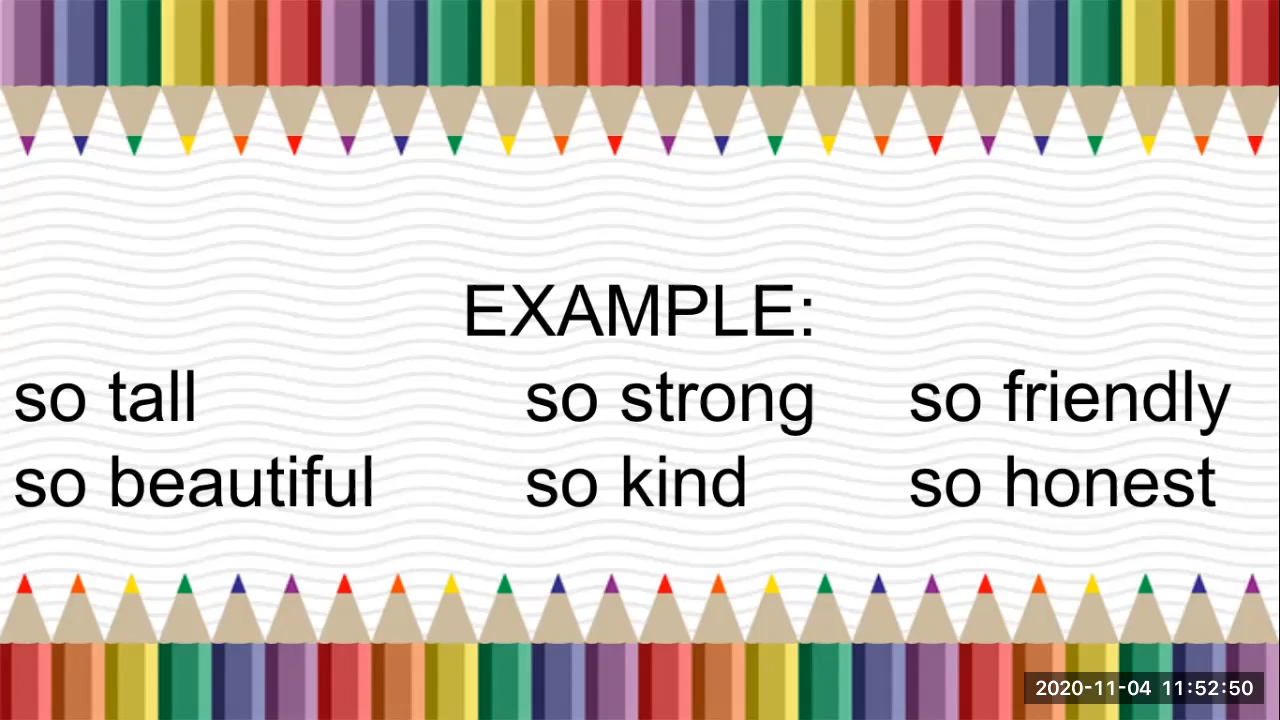 EXAMPLE:
so tall so strong so friendly
so beautiful so kind so honest
2020-11-04 11:52:50